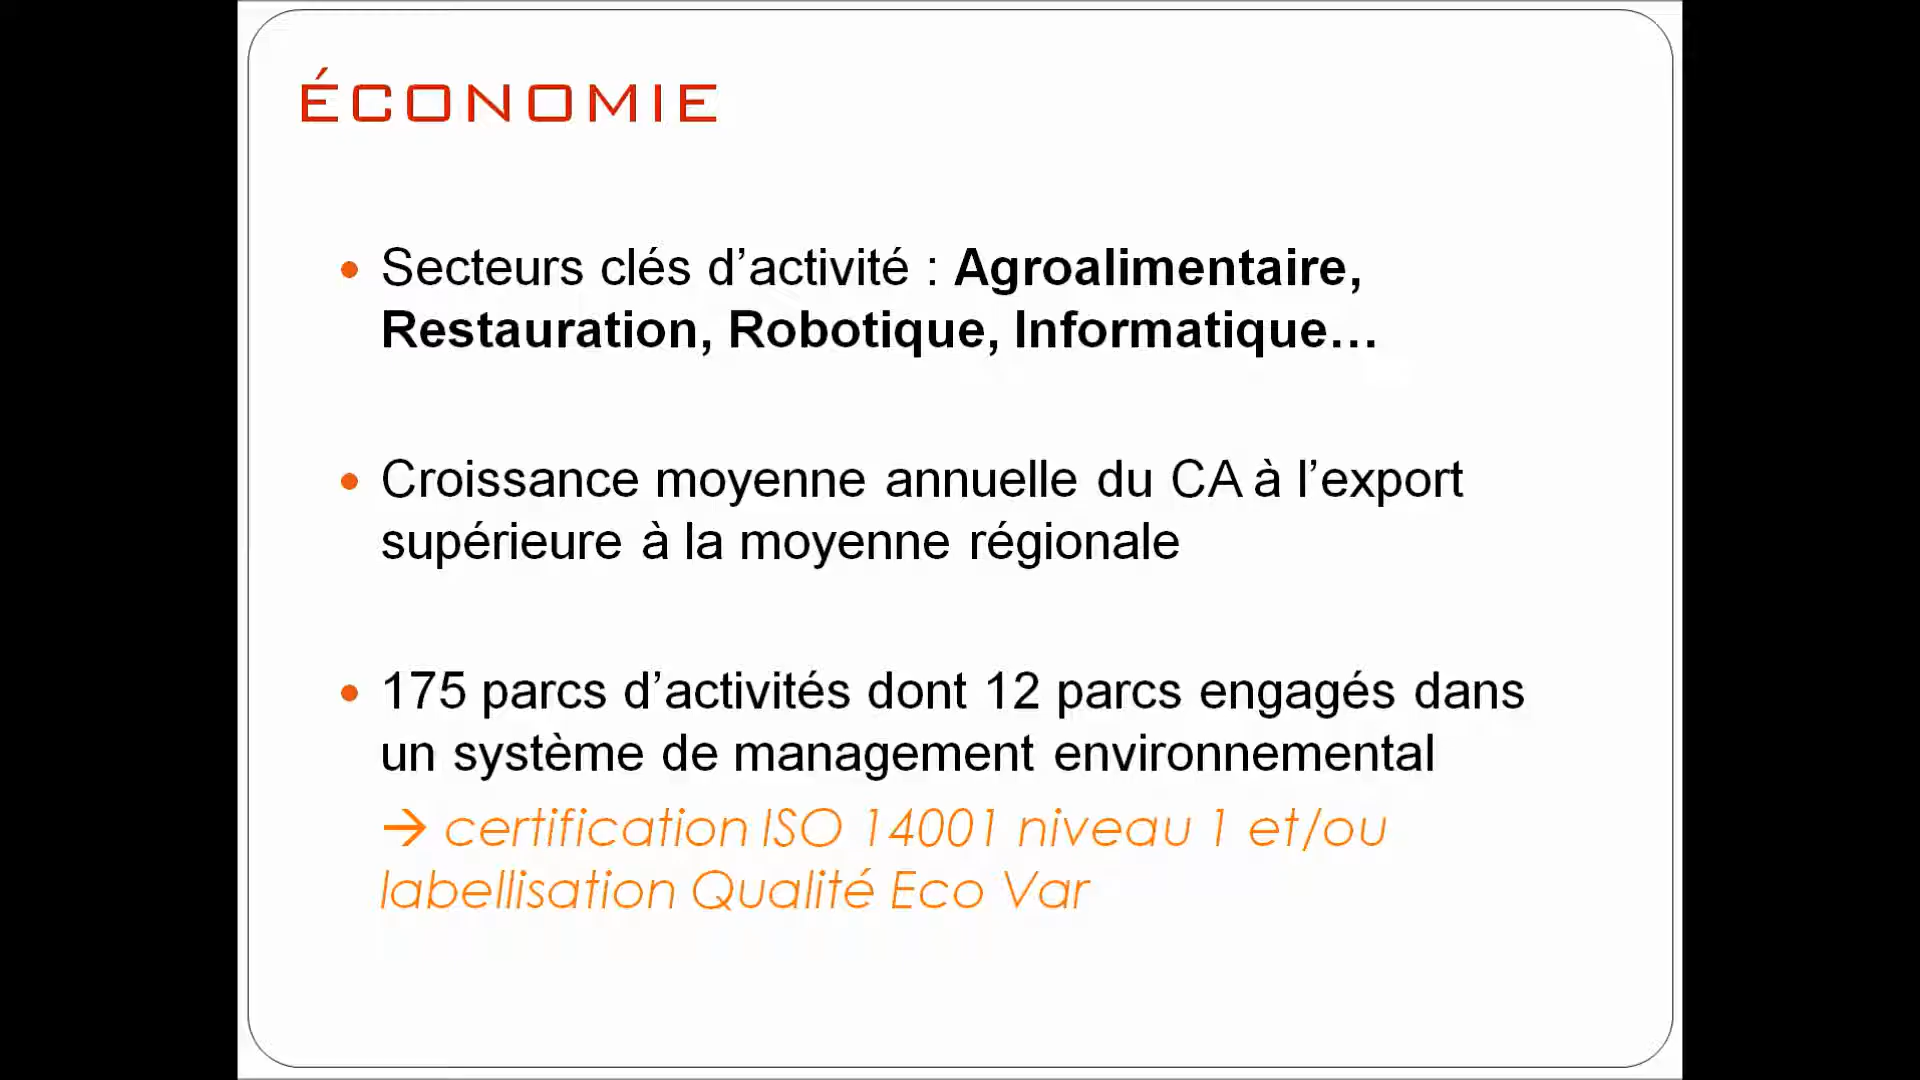 ÉCONOMIE
• Secteurs clés d’activité : Agroalimentaire,
Restauration, Robotique, Informatique…
• Croissance moyenne annuelle du CA à l’export
supérieure à la moyenne régionale
• 175 parcs d’activités dont 12 parcs engagés dans
un système de management environnemental
→ certification ISO 14001 niveau 1 et/ou
labellisation Qualité Eco Var